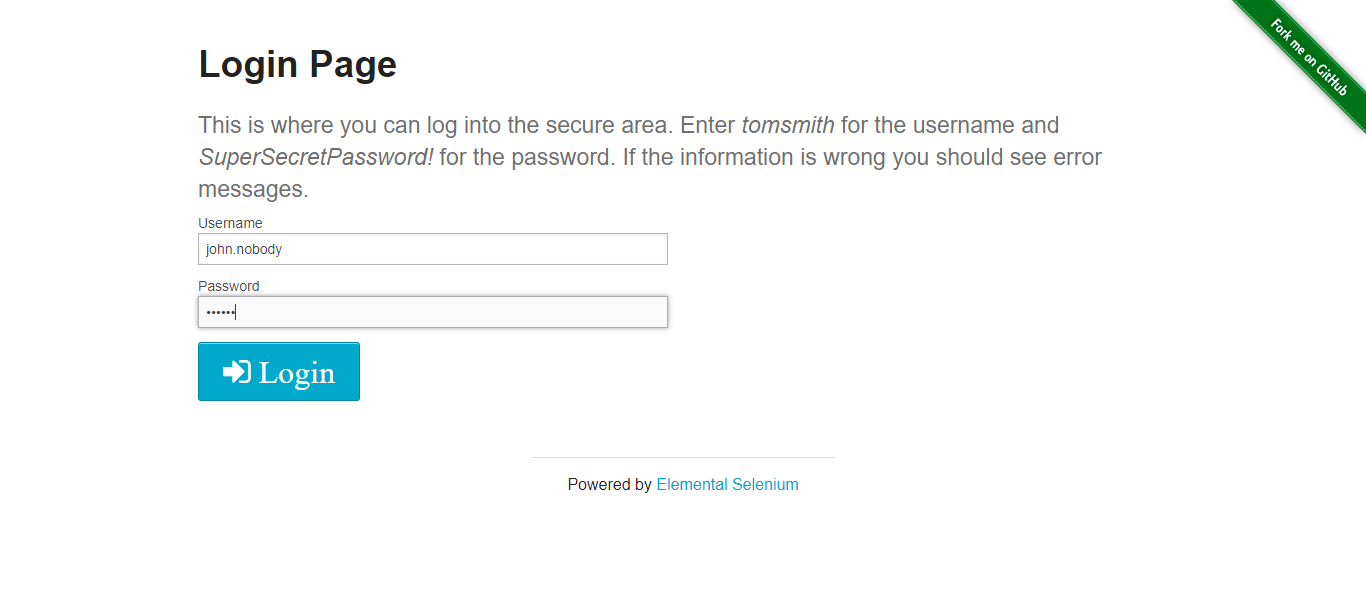 Fork me on GitHub
Login Page
This is where you can log into the secure area. Enter tomsmith for the username and
SuperSecretPassword! for the password. If the information is wrong you should see error
messages.
Username
john.nobody
Password
••••••
Login
Powered by Elemental Selenium